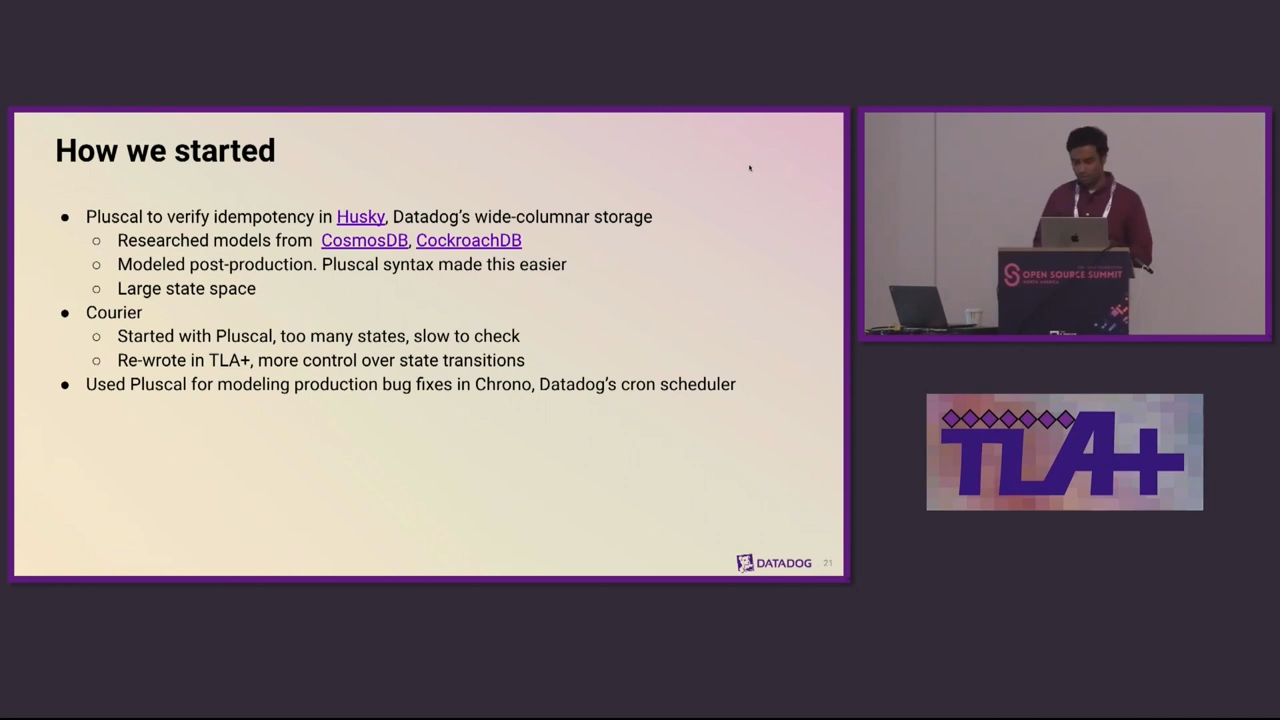 How we started
● Pluscal to verify idempotency in Husky, Datadog's wide-columnar storage
○ Researched models from CosmosDB, CockroachDB
○ Modeled post-production. Pluscal syntax made this easier
○ Large state space
● Courier
○ Started with Pluscal, too many states, slow to check
○ Re-wrote in TLA+, more control over state transitions
● Used Pluscal for modeling production bug fixes in Chrono, Datadog's cron scheduler
DATADOG 21
OPEN SOURCE SUMMIT
NORTH AMERICA
TLA+